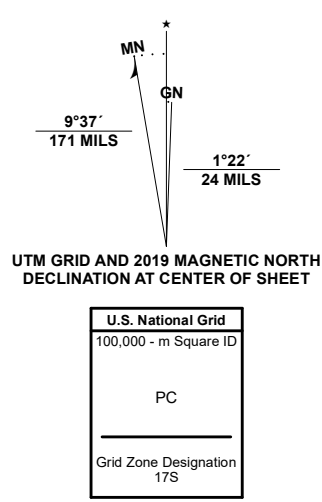 MN
GN
9°37´
171 MILS
1°22´
24 MILS
UTM GRID AND 2019 MAGNETIC NORTH
DECLINATION AT CENTER OF SHEET
U.S. National Grid
100,000 - m Square ID
PC
Grid Zone Designation
17S